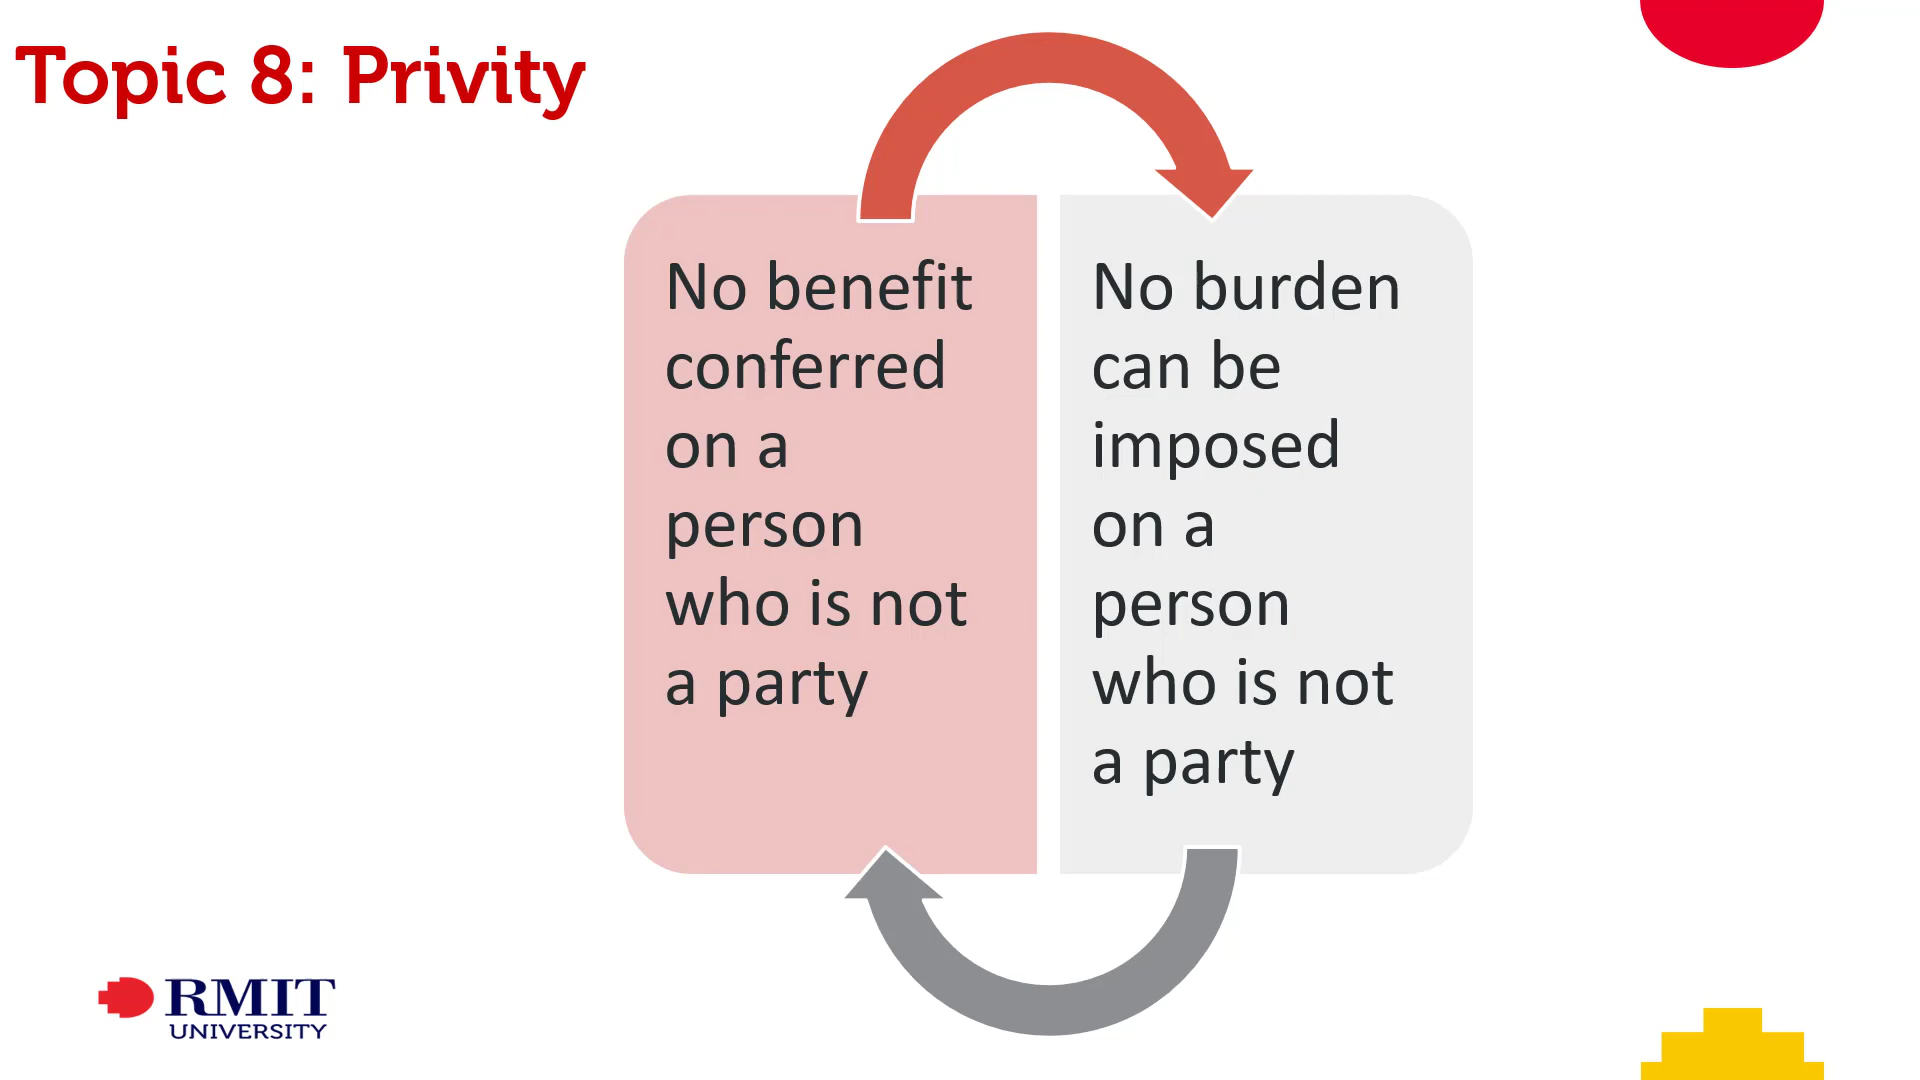 Topic 8: Privity
No benefit
conferred
on a
person
who is not
a party
No burden
can be
imposed
on a
person
who is not
a party
RMIT
UNIVERSITY